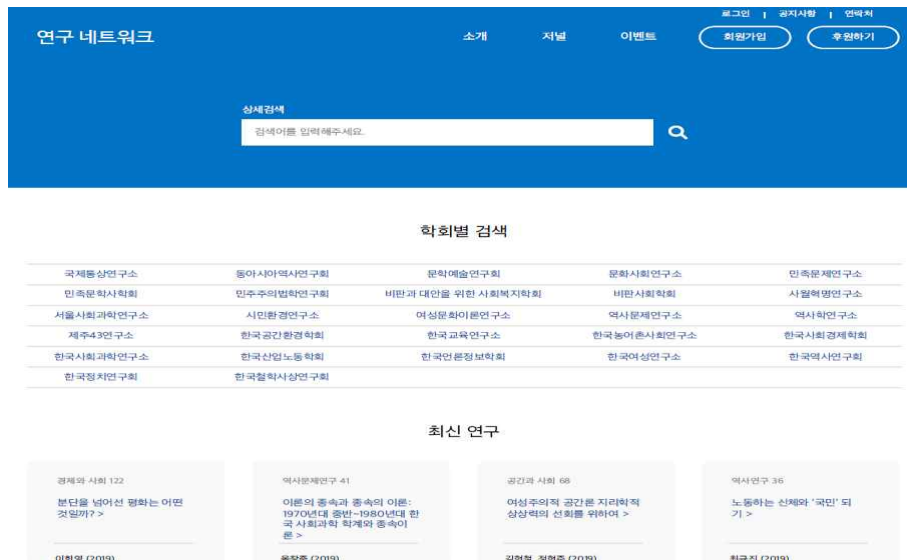 로그인 | 공지사항 | 연락처
연구 네트워크 소개 저널 이벤트 회원가입 후원하기
상세검색
검색어를 입력해주세요.
학회별 검색
국제통상연구소 동아시아역사연구회 문학예술연구회 문화사회연구소 민족문제연구소
민족문학사학회 민주주의법학연구회 비판과 대안을 위한 사회복지학회 비판사회학회 사월혁명연구소
서울사회과학연구소 시민환경연구소 여성문화이론연구소 역사문제연구소 역사학연구소
제주43연구소 한국공간환경학회 한국교육연구소 한국농어촌사회연구소 한국사회경제학회
한국사회과학연구소 한국산업노동학회 한국언론정보학회 한국여성연구소 한국역사연구회
한국정치연구회 한국철학사상연구회
최신 연구
경제와 사회 122
분단을 넘어선 평화는 어떤
것일까? >
이희영 (2019)
역사문제연구 41
이론의 종속과 종속의 이론:
1970년대 중반~1980년대 한
국 사회과학 학계와 종속이
론 >
(2019)
공간과 사회 68
여성주의적 공간론 지리학적
상상력의 선회를 위하여 >
김현철, 정현주 (2019)
역사연구 36
노동하는 신체와 '국민' 되
기 >
최규진 (2019)